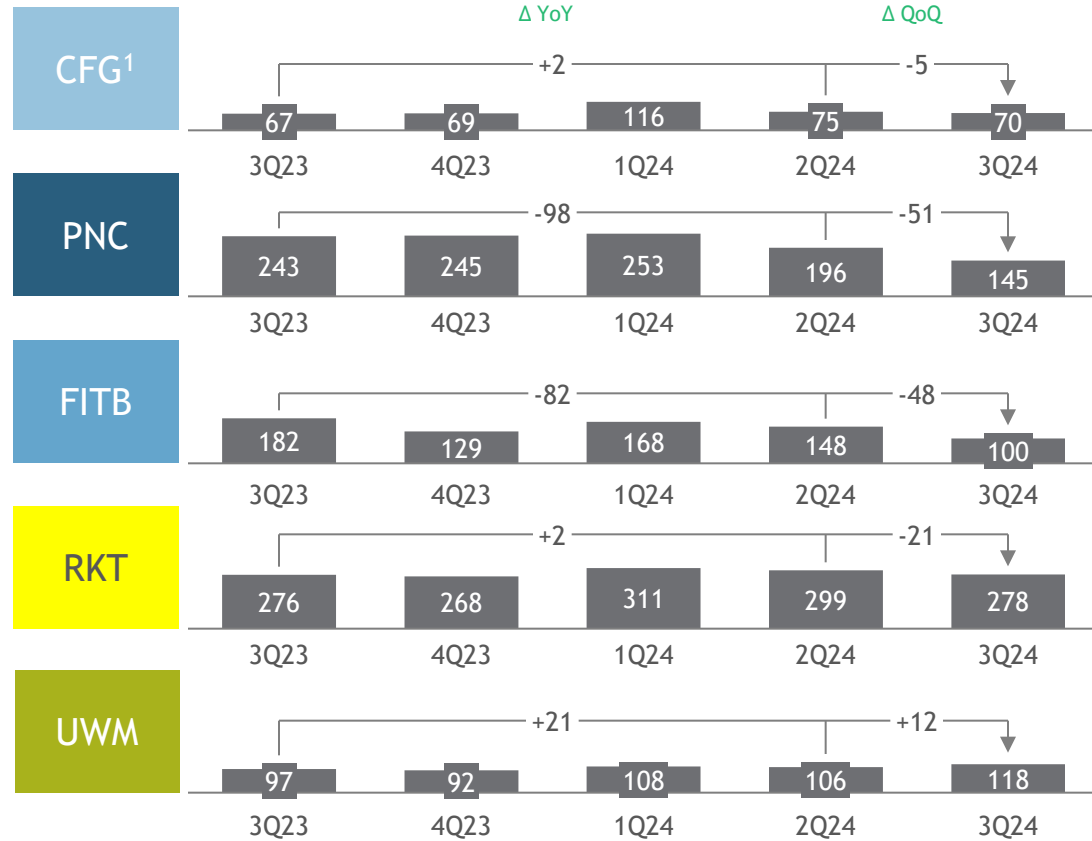 Δ YoY Δ QoQ
CFG¹
+2 -5
67 69 116 75 70
3Q23 4Q23 1Q24 2Q24 3Q24
PNC
-98 -51
243 245 253 196 145
3Q23 4Q23 1Q24 2Q24 3Q24
FITB
-82 -48
182 129 168 148 100
3Q23 4Q23 1Q24 2Q24 3Q24
RKT
+2 -21
276 268 311 299 278
3Q23 4Q23 1Q24 2Q24 3Q24
UWM
+21 +12
97 92 108 106 118
3Q23 4Q23 1Q24 2Q24 3Q24